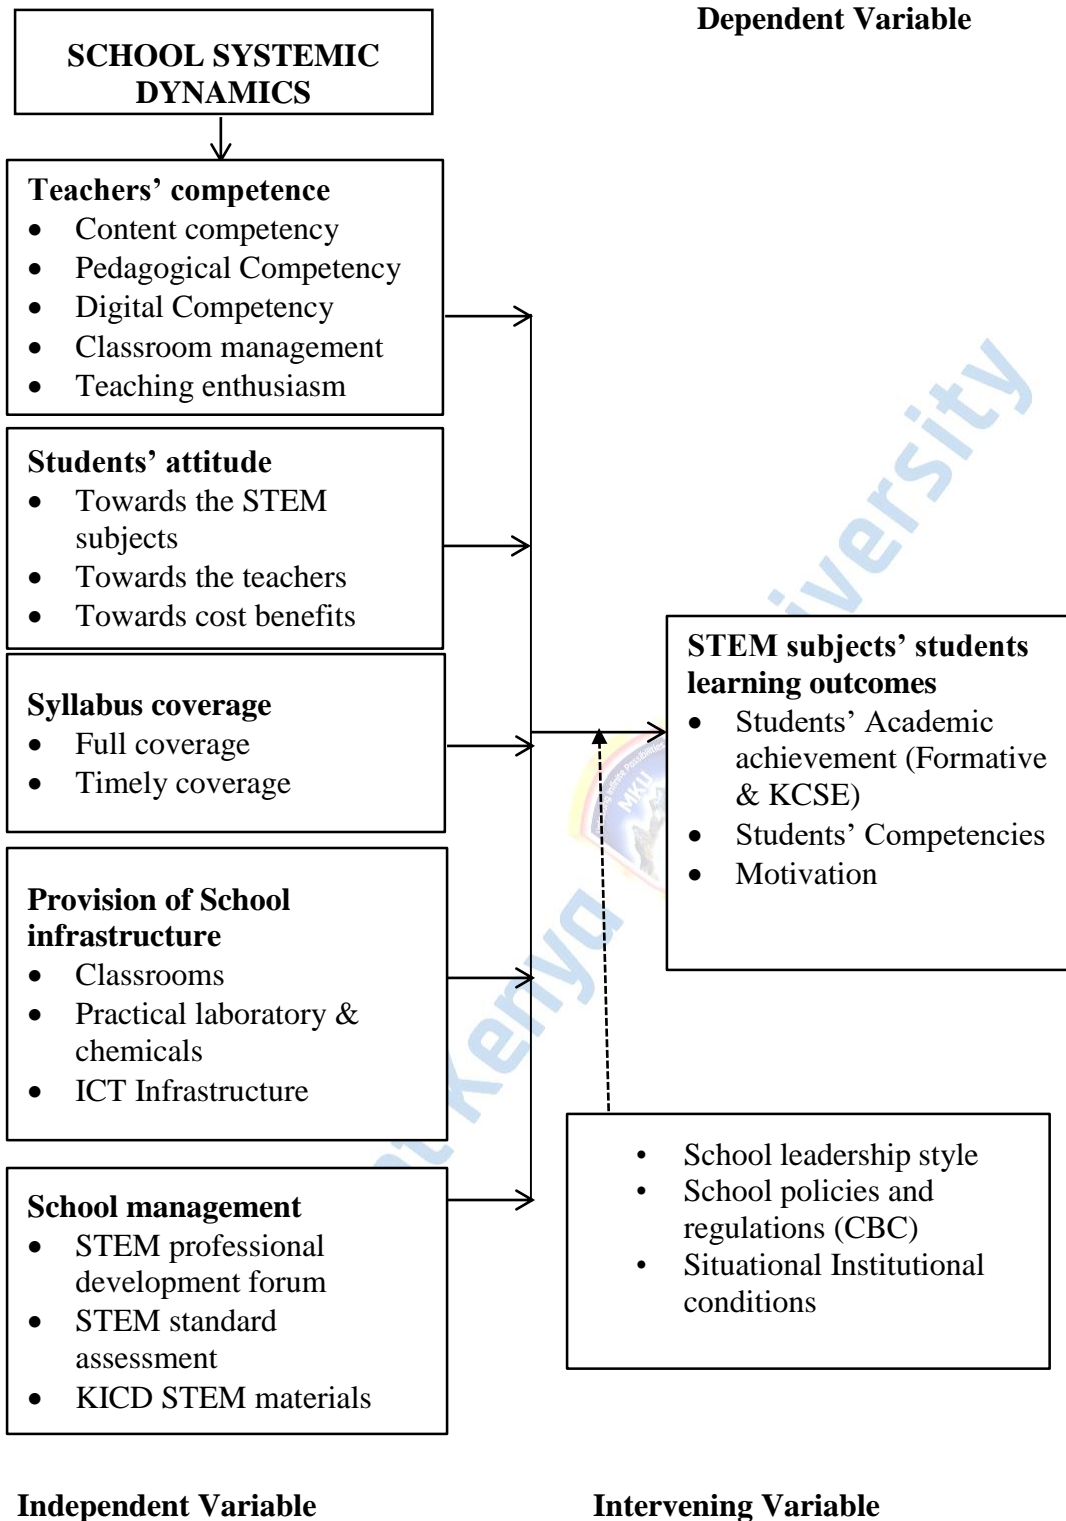 Dependent Variable
SCHOOL SYSTEMIC
DYNAMICS
Teachers’ competence
• Content competency
• Pedagogical Competency
• Digital Competency
• Classroom management
• Teaching enthusiasm
Students’ attitude
• Towards the STEM
subjects
• Towards the teachers
• Towards cost benefits
Syllabus coverage
• Full coverage
• Timely coverage
Provision of School
infrastructure
• Classrooms
• Practical laboratory &
chemicals
• ICT Infrastructure
School management
• STEM professional
development forum
• STEM standard
assessment
• KICD STEM materials
STEM subjects’ students
learning outcomes
• Students’ Academic
achievement (Formative
& KCSE)
• Students’ Competencies
• Motivation
• School leadership style
• School policies and
regulations (CBC)
• Situational Institutional
conditions
Independent Variable
Intervening Variable
Kenya
MKU